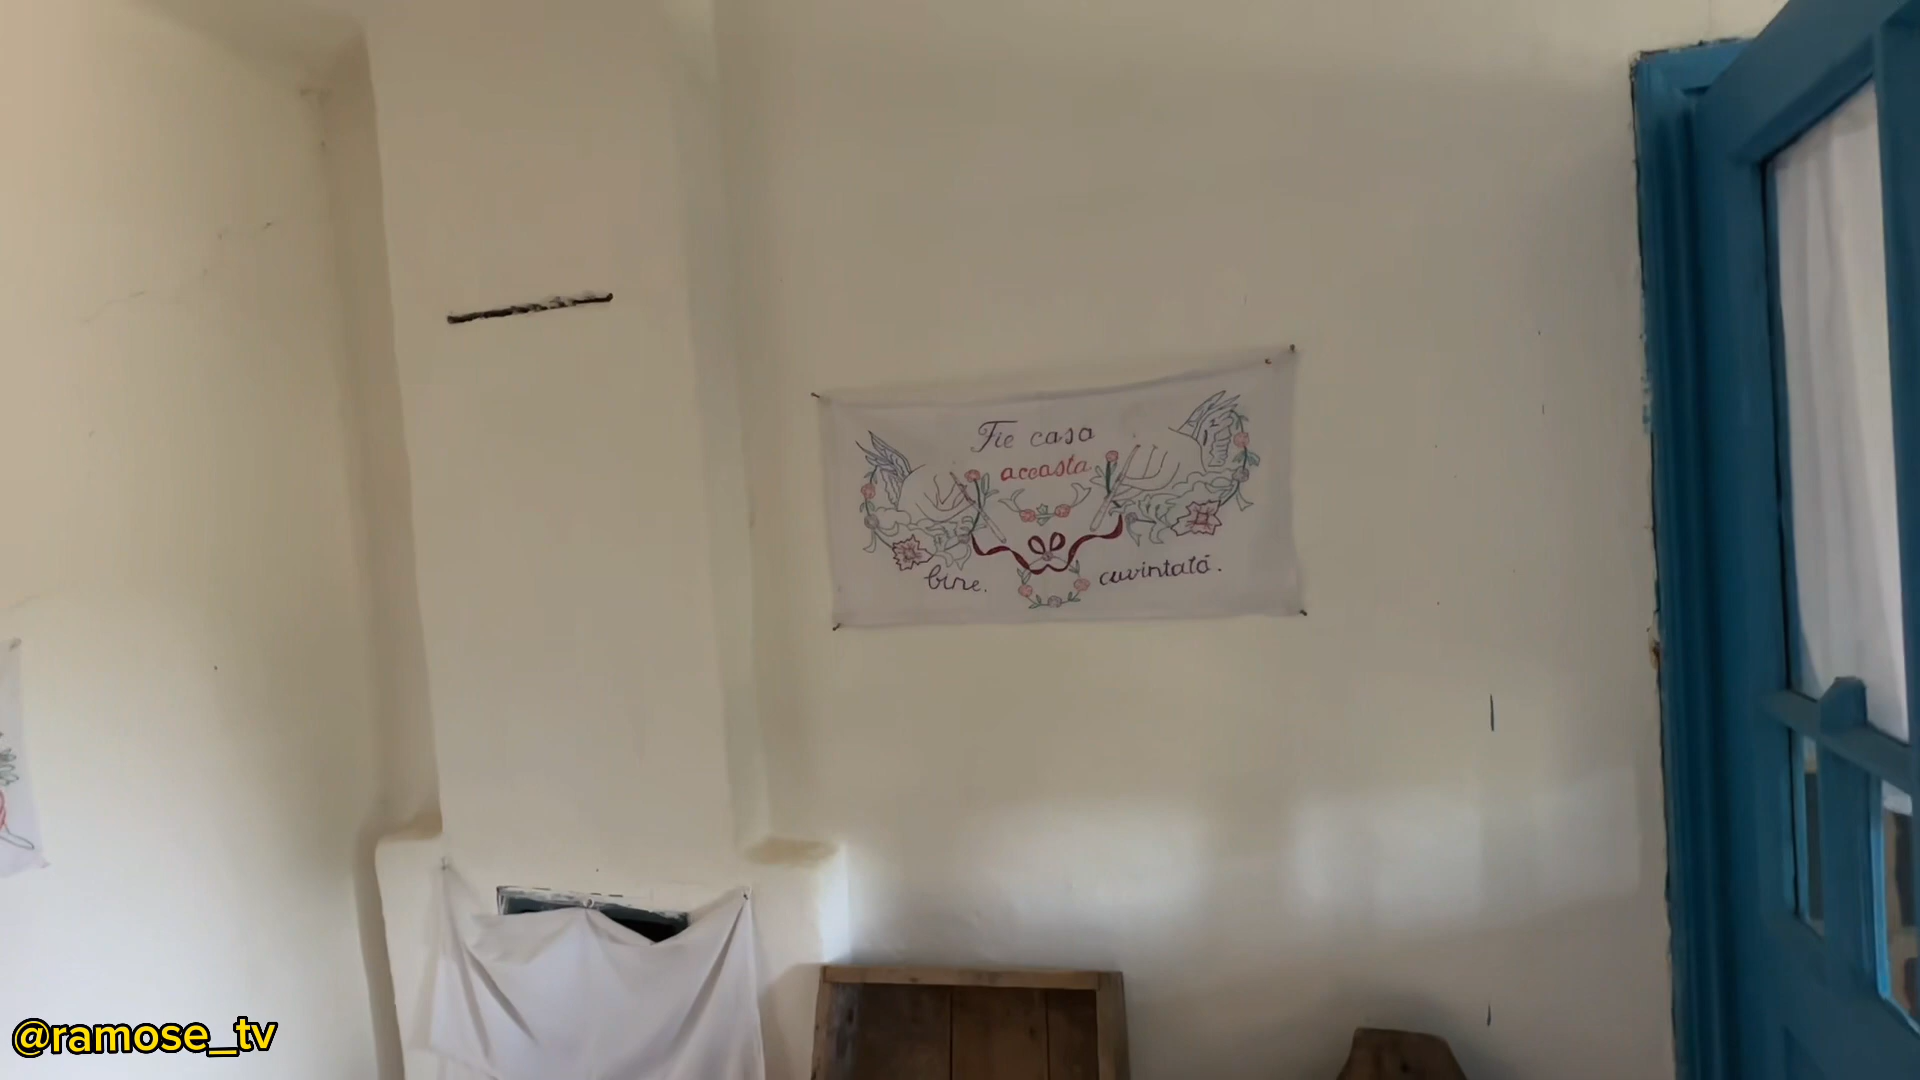 Fie casa
aceasta
bine. cuvintată.
@ramose_tv